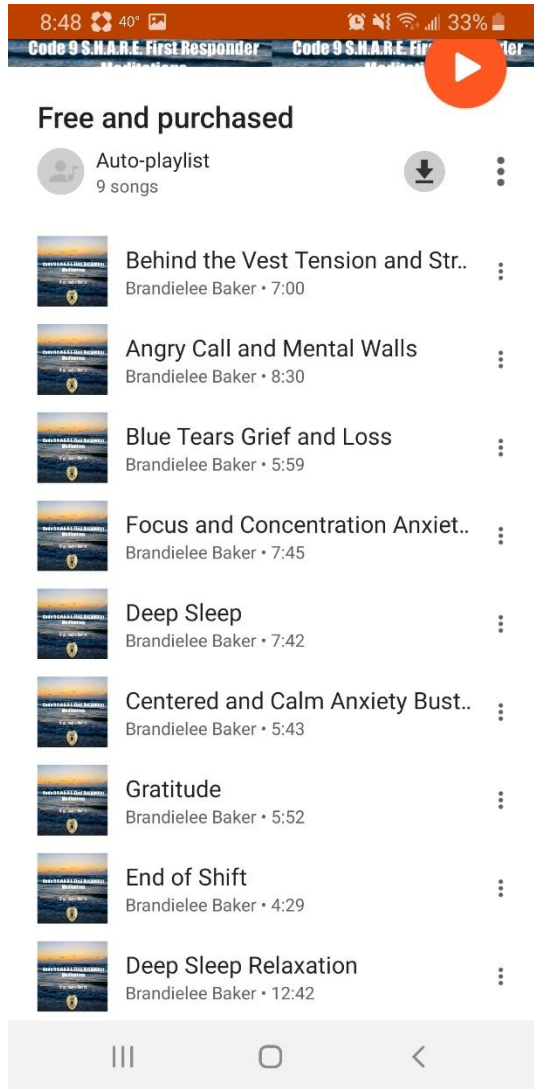 8:48 40° 33%
Code 9 S.H.A.R.E. First Responder Code 9 S.H.A.R.E.
Meditations
Free and purchased
Auto-playlist
9 songs
Behind the Vest Tension and Str..
Brandielee Baker • 7:00
Angry Call and Mental Walls
Brandielee Baker • 8:30
Blue Tears Grief and Loss
Brandielee Baker • 5:59
Focus and Concentration Anxiet..
Brandielee Baker • 7:45
Deep Sleep
Brandielee Baker • 7:42
Centered and Calm Anxiety Bust..
Brandielee Baker • 5:43
Gratitude
Brandielee Baker • 5:52
End of Shift
Brandielee Baker • 4:29
Deep Sleep Relaxation
Brandielee Baker • 12:42